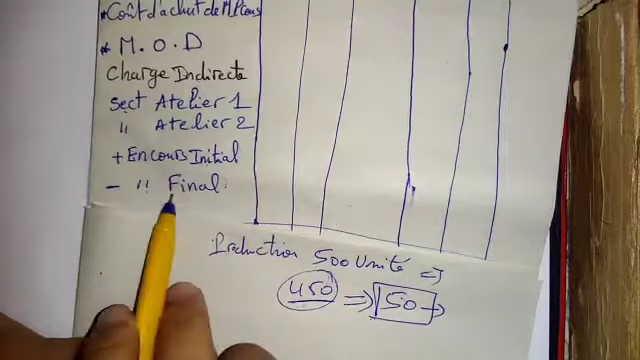 * Coût d'achat de MP Cons
* M.O.D
Charge Indirecte
Sect Atelier 1
" Atelier 2
+ Encours Initial
- " Final
Production 500 Unité =>
450 => 50